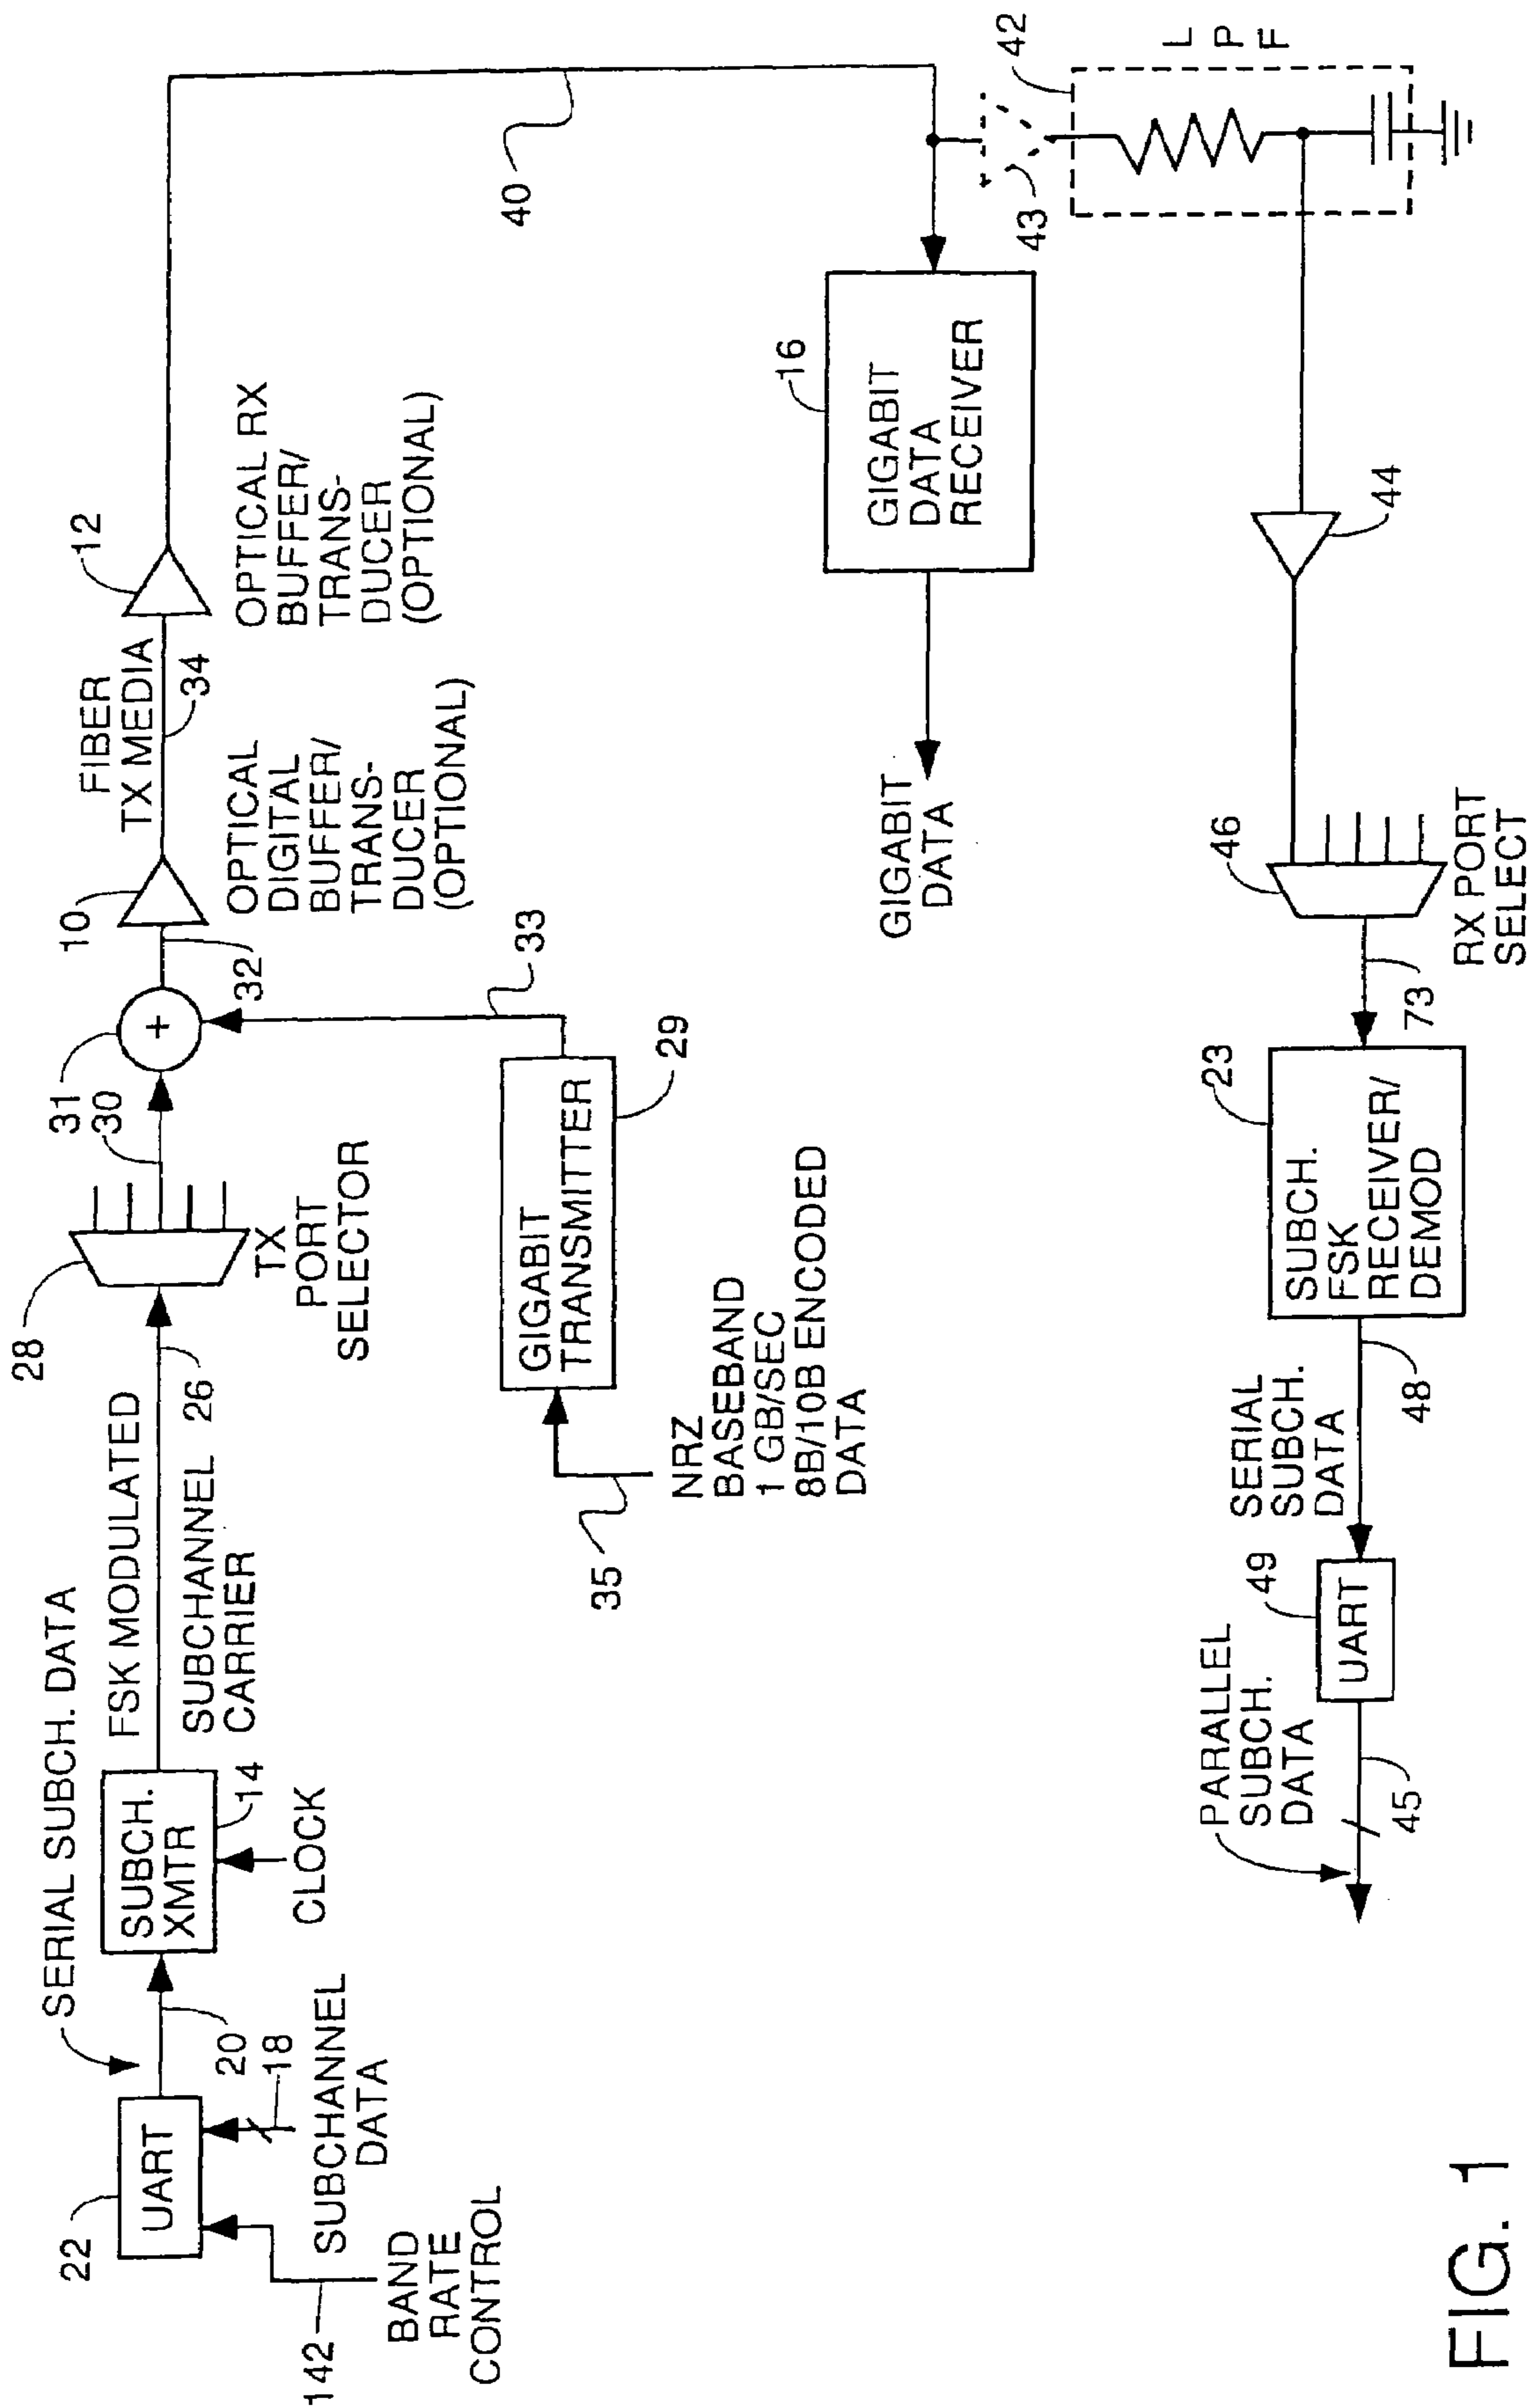 22
UART
142
BAND
RATE
CONTROL
SUBCHANNEL
DATA
18
20
SERIAL SUBCH. DATA
SUBCH.
XMTR
14
CLOCK
FSK MODULATED
SUBCHANNEL 26
CARRIER
28
TX
PORT
SELECTOR
30
31
+
32
10
OPTICAL
DIGITAL
BUFFER/
TRANS-
DUCER
(OPTIONAL)
FIBER
TX MEDIA
34
12
OPTICAL RX
BUFFER/
TRANS-
DUCER
(OPTIONAL)
35
NRZ
BASEBAND
1 GB/SEC
8B/10B ENCODED
DATA
GIGABIT
TRANSMITTER
29
33
40
GIGABIT
DATA
16
GIGABIT
DATA
RECEIVER
43
42
L
P
F
44
46
RX PORT
SELECT
73
23
SUBCH.
FSK
RECEIVER/
DEMOD
48
SERIAL
SUBCH.
DATA
49
UART
PARALLEL
SUBCH.
DATA
45
FIG. 1